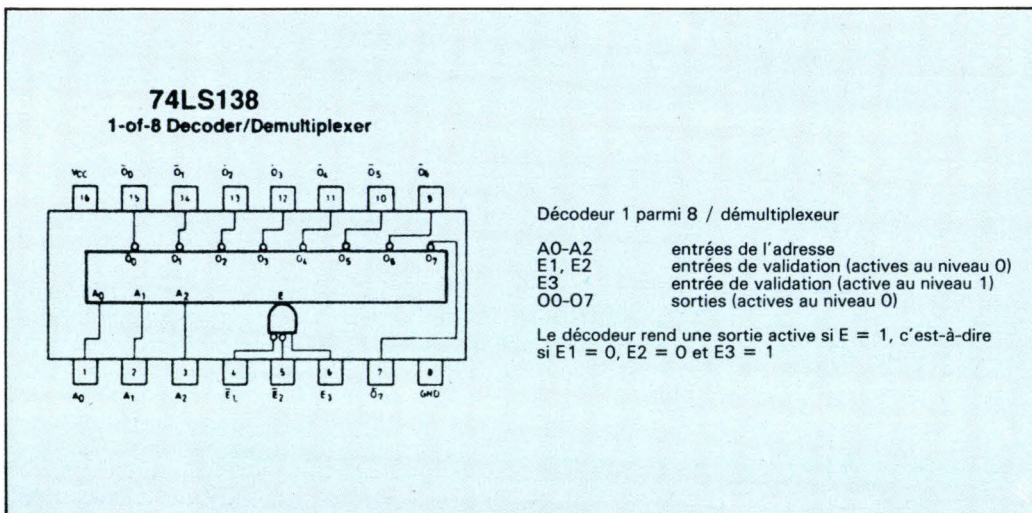 74LS138
1-of-8 Decoder/Demultiplexer
VCC Ō0 Ō1 Ō2 Ō3 Ō4 Ō5 Ō6
16 15 14 13 12 11 10 9
Ō0 O1 O2 O3 O4 O5 O6 O7
A0 A1 A2 E
1 2 3 4 5 6 7 8
A0 A1 A2 Ē1 Ē2 E3 Ō7 GND
Décodeur 1 parmi 8 / démultiplexeur
A0-A2 entrées de l'adresse
E1, E2 entrées de validation (actives au niveau 0)
E3 entrée de validation (active au niveau 1)
O0-O7 sorties (actives au niveau 0)
Le décodeur rend une sortie active si E = 1, c'est-à-dire
si E1 = 0, E2 = 0 et E3 = 1